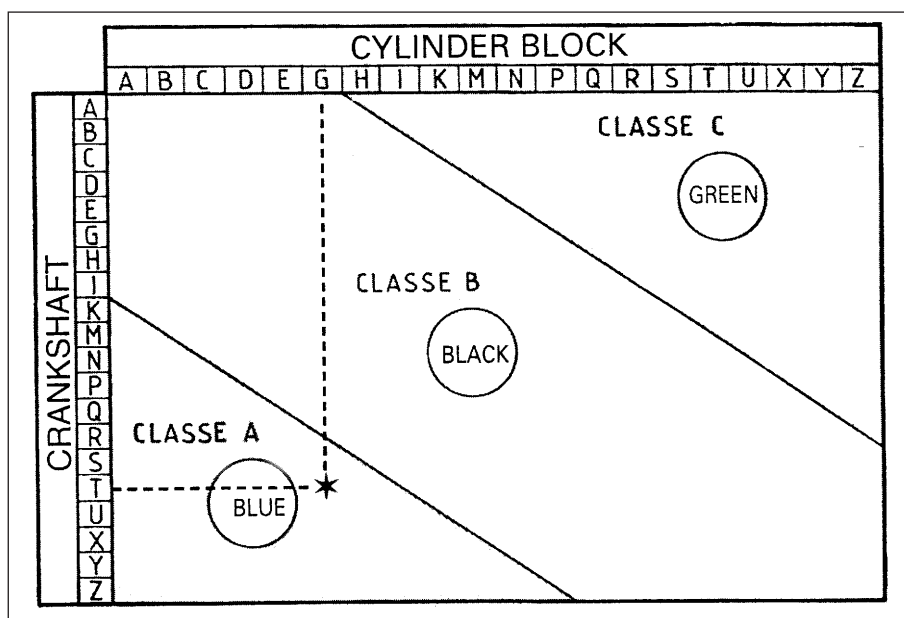 CYLINDER BLOCK
A B C D E G H I K M N P Q R S T U X Y Z
CRANKSHAFT
A
B
C
D
E
G
H
I
K
M
N
P
Q
R
S
T
U
X
Y
Z
CLASSE C
GREEN
CLASSE B
BLACK
CLASSE A
BLUE